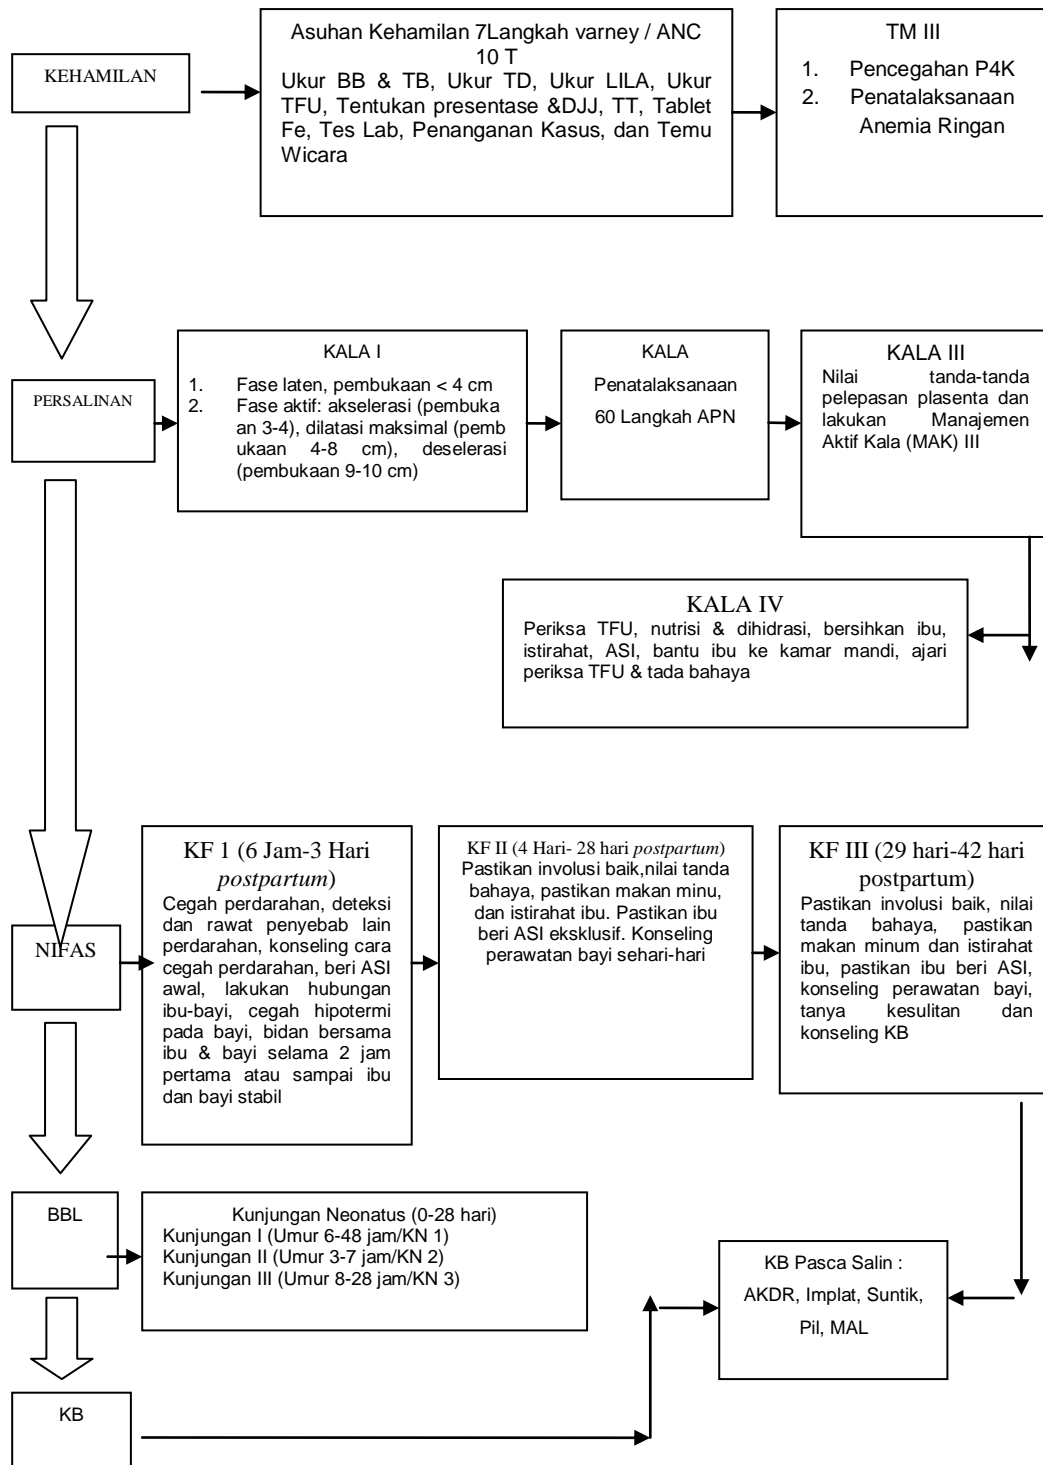 KEHAMILAN
Asuhan Kehamilan 7Langkah varney / ANC
10 T
Ukur BB & TB, Ukur TD, Ukur LILA, Ukur
TFU, Tentukan presentase &DJJ, TT, Tablet
Fe, Tes Lab, Penanganan Kasus, dan Temu
Wicara
TM III
1. Pencegahan P4K
2. Penatalaksanaan
Anemia Ringan
PERSALINAN
KALA I
1. Fase laten, pembukaan < 4 cm
2. Fase aktif: akselerasi (pembuka
an 3-4), dilatasi maksimal (pemb
ukaan 4-8 cm), deselerasi
(pembukaan 9-10 cm)
KALA
Penatalaksanaan
60 Langkah APN
KALA III
Nilai tanda-tanda
pelepasan plasenta dan
lakukan Manajemen
Aktif Kala (MAK) III
KALA IV
Periksa TFU, nutrisi & dihidrasi, bersihkan ibu,
istirahat, ASI, bantu ibu ke kamar mandi, ajari
periksa TFU & tada bahaya
NIFAS
KF 1 (6 Jam-3 Hari
postpartum)
Cegah perdarahan, deteksi
dan rawat penyebab lain
perdarahan, konseling cara
cegah perdarahan, beri ASI
awal, lakukan hubungan
ibu-bayi, cegah hipotermi
pada bayi, bidan bersama
ibu & bayi selama 2 jam
pertama atau sampai ibu
dan bayi stabil
KF II (4 Hari- 28 hari postpartum)
Pastikan involusi baik,nilai tanda
bahaya, pastikan makan minu,
dan istirahat ibu. Pastikan ibu
beri ASI eksklusif. Konseling
perawatan bayi sehari-hari
KF III (29 hari-42 hari
postpartum)
Pastikan involusi baik, nilai
tanda bahaya, pastikan
makan minum dan istirahat
ibu, pastikan ibu beri ASI,
konseling perawatan bayi,
tanya kesulitan dan
konseling KB
BBL
Kunjungan Neonatus (0-28 hari)
Kunjungan I (Umur 6-48 jam/KN 1)
Kunjungan II (Umur 3-7 jam/KN 2)
Kunjungan III (Umur 8-28 jam/KN 3)
KB Pasca Salin :
AKDR, Implat, Suntik,
Pil, MAL
KB